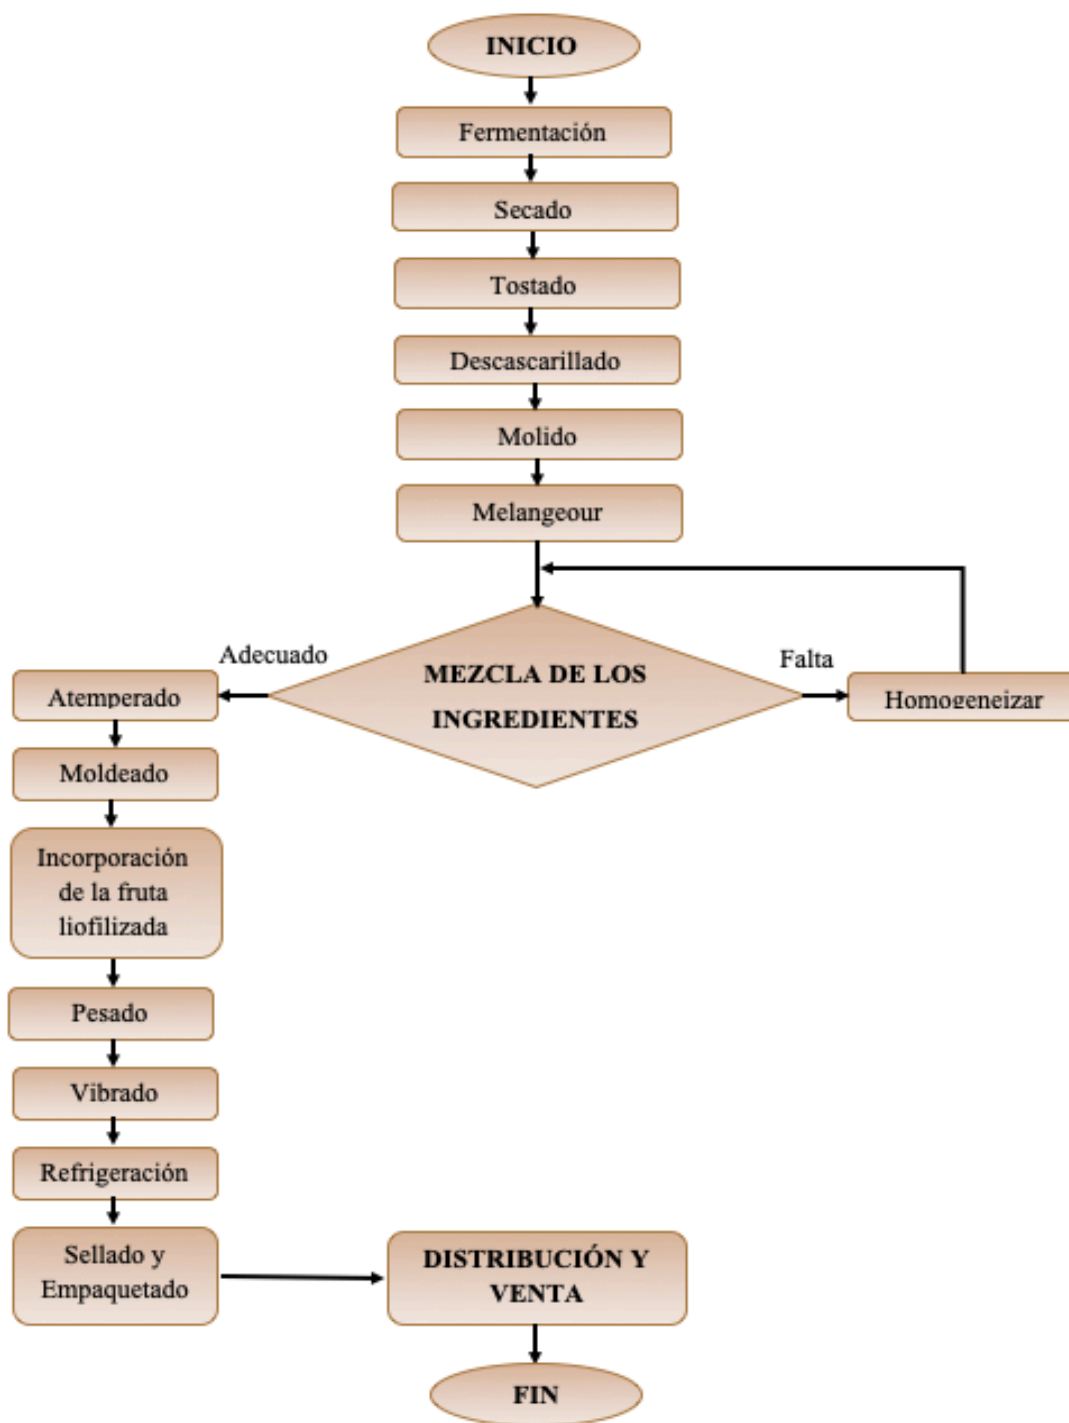 INICIO
Fermentación
Secado
Tostado
Descascarillado
Molido
Melangeour
MEZCLA DE LOS
INGREDIENTES
Adecuado
Falta
Homogeneizar
Atemperado
Moldeado
Incorporación
de la fruta
liofilizada
Pesado
Vibrado
Refrigeración
Sellado y
Empaquetado
DISTRIBUCIÓN Y
VENTA
FIN